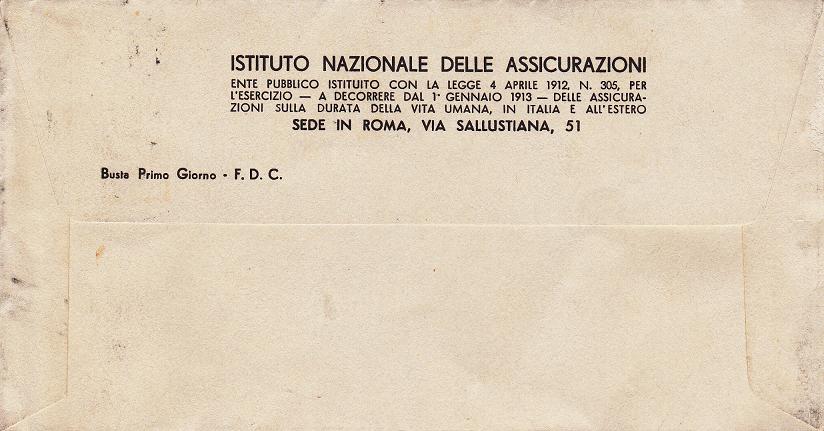 ISTITUTO NAZIONALE DELLE ASSICURAZIONI
ENTE PUBBLICO ISTITUITO CON LA LEGGE 4 APRILE 1912, N. 305, PER
L'ESERCIZIO — A DECORRERE DAL 1° GENNAIO 1913 — DELLE ASSICURA-
ZIONI SULLA DURATA DELLA VITA UMANA, IN ITALIA E ALL'ESTERO
SEDE IN ROMA, VIA SALLUSTIANA, 51
Busta Primo Giorno - F. D. C.